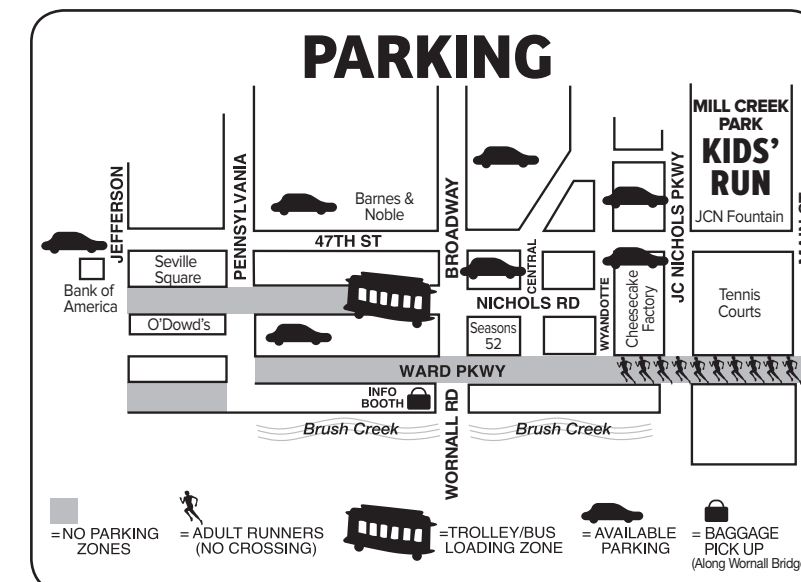 PARKING
MILL CREEK
PARK
KIDS'
RUN
JCN Fountain
JEFFERSON
PENNSYLVANIA
Barnes &
Noble
BROADWAY
JC NICHOLS PKWY
47TH ST
CENTRAL
Seville
Square
Bank of
America
O'Dowd's
NICHOLS RD
WYANDOTTE
Cheesecake
Factory
Tennis
Courts
Seasons
52
WARD PKWY
INFO
BOOTH
WORNALL RD
Brush Creek
Brush Creek
=NO PARKING
ZONES
=ADULT RUNNERS
(NO CROSSING)
=TROLLEY/BUS
LOADING ZONE
= AVAILABLE
PARKING
= BAGGAGE
PICK UP
(Along Wornall Bridge